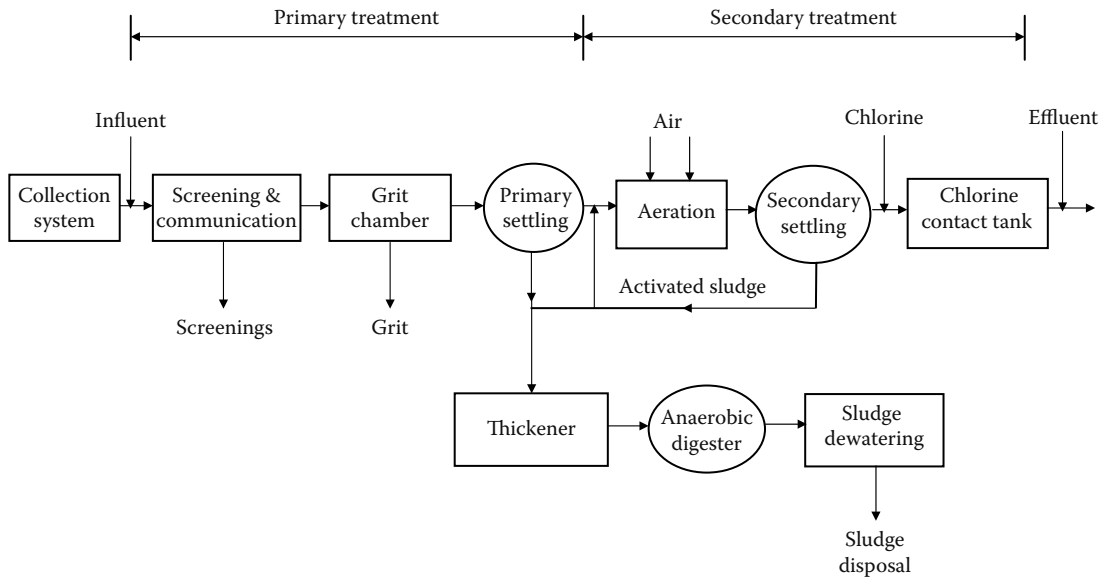 Primary treatment
Secondary treatment
Influent
Air
Chlorine
Effluent
Collection
system
Screening &
communication
Grit
chamber
Primary
settling
Aeration
Secondary
settling
Chlorine
contact tank
Activated sludge
Screenings
Grit
Thickener
Anaerobic
digester
Sludge
dewatering
Sludge
disposal